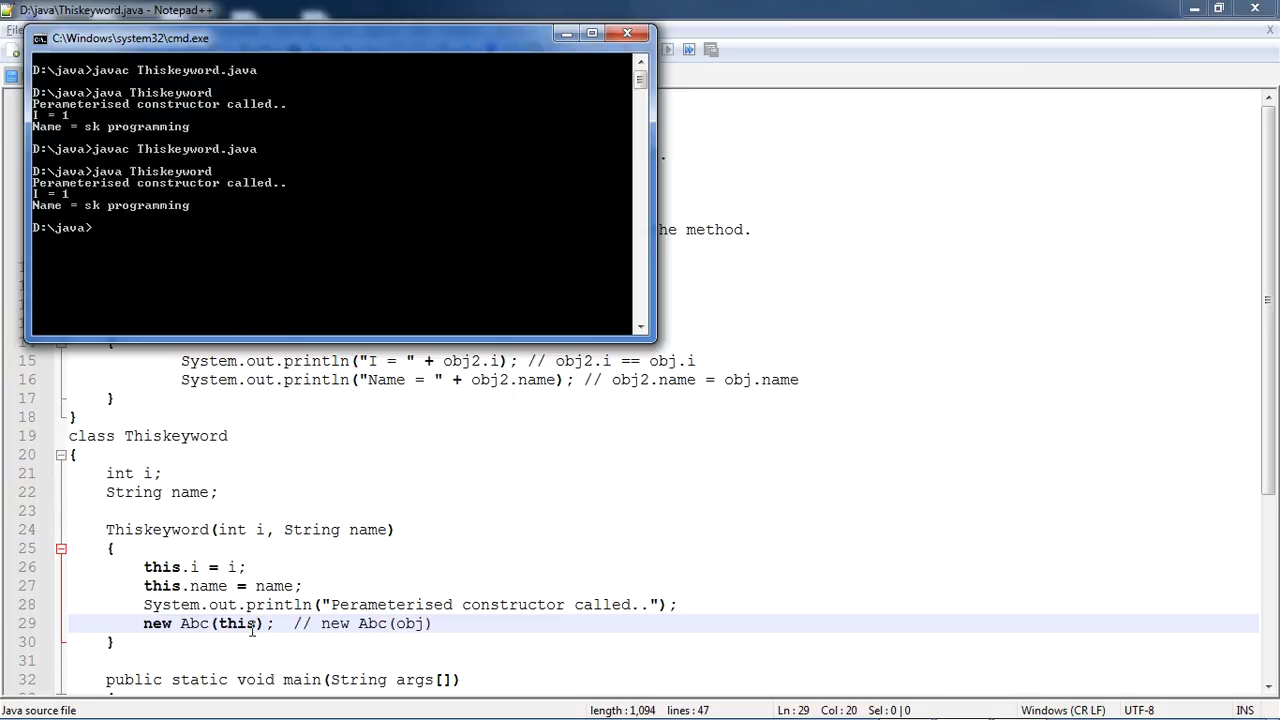 D:\java\Thiskeyword.java - Notepad++
C:\Windows\system32\cmd.exe
D:\java>javac Thiskeyword.java
D:\java>java Thiskeyword
Perameterised constructor called..
I = 1
Name = sk programming
D:\java>javac Thiskeyword.java
D:\java>java Thiskeyword
Perameterised constructor called..
I = 1
Name = sk programming
D:\java>
he method.
15 System.out.println("I = " + obj2.i); // obj2.i == obj.i
16 System.out.println("Name = " + obj2.name); // obj2.name = obj.name
17 }
18 }
19 class Thiskeyword
20 {
21 int i;
22 String name;
23
24 Thiskeyword(int i, String name)
25 {
26 this.i = i;
27 this.name = name;
28 System.out.println("Perameterised constructor called..");
29 new Abc(this); // new Abc(obj)
30 }
31
32 public static void main(String args[])
Java source file length : 1,094 lines : 47 Ln : 29 Col : 20 Sel : 0 | 0 Windows (CR LF) UTF-8 INS